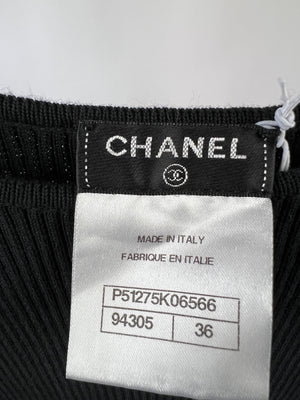 CHANEL
MADE IN ITALY
FABRIQUE EN ITALIE
P51275K06566
94305 36